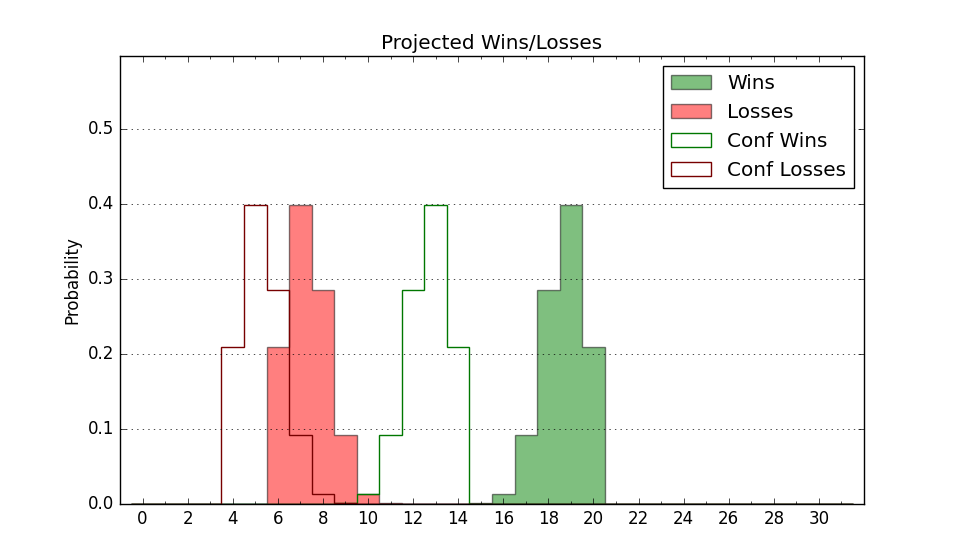 Projected Wins/Losses
Wins
Losses
Conf Wins
Conf Losses
Probability
0.5
0.4
0.3
0.2
0.1
0.0
0 2 4 6 8 10 12 14 16 18 20 22 24 26 28 30